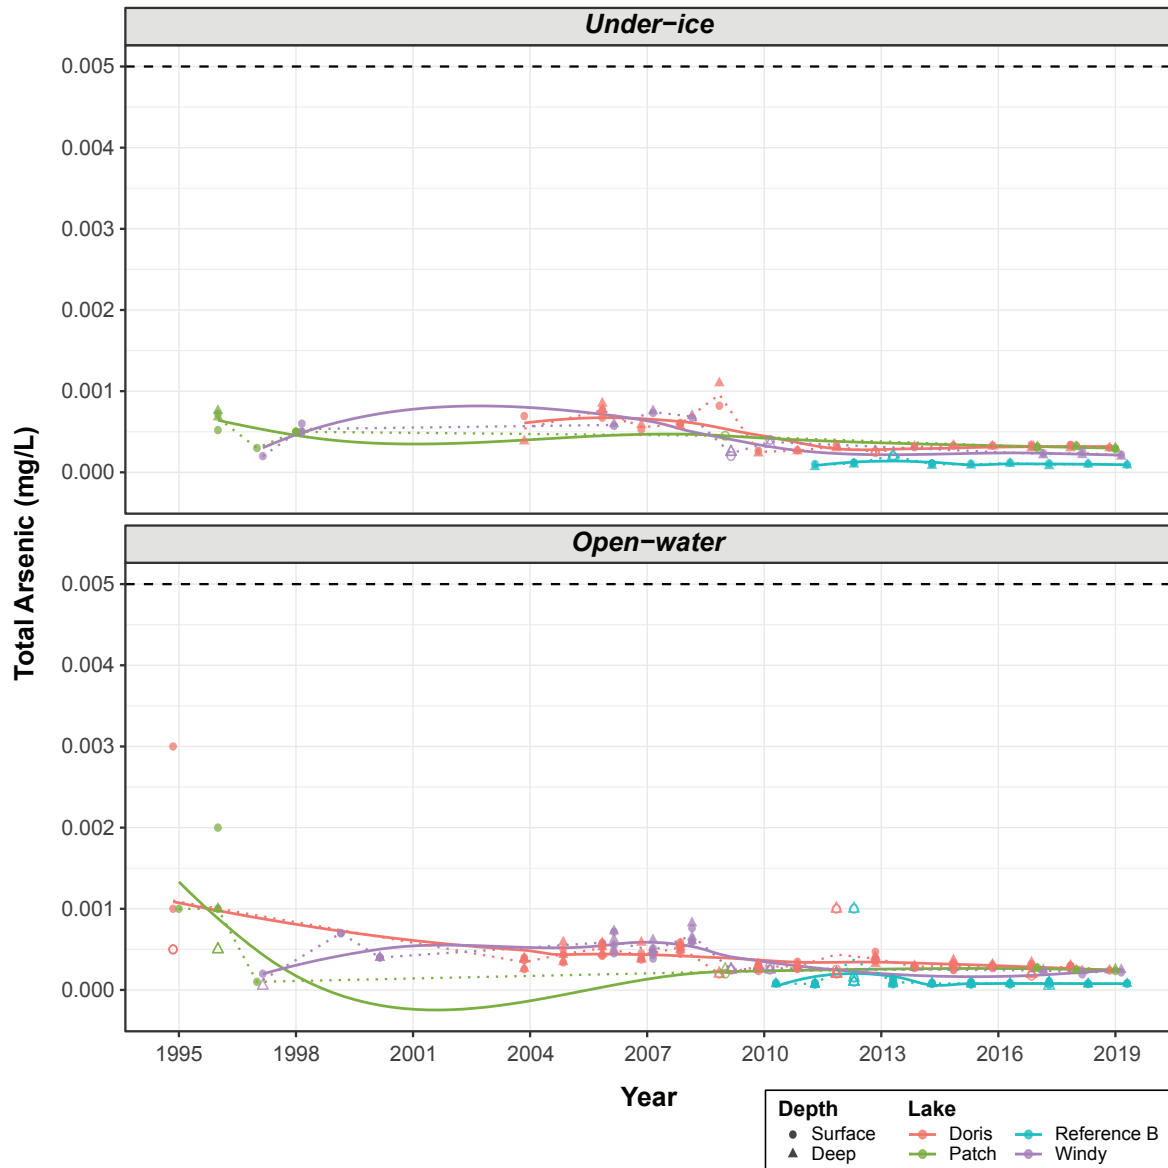 Under−ice
0.005
0.004
0.003
0.002
0.001
0.000
Open−water
0.005
0.004
0.003
0.002
0.001
0.000
Total Arsenic (mg/L)
1995 1998 2001 2004 2007 2010 2013 2016 2019
Year
Depth Lake
Surface Doris Reference B
Deep Patch Windy